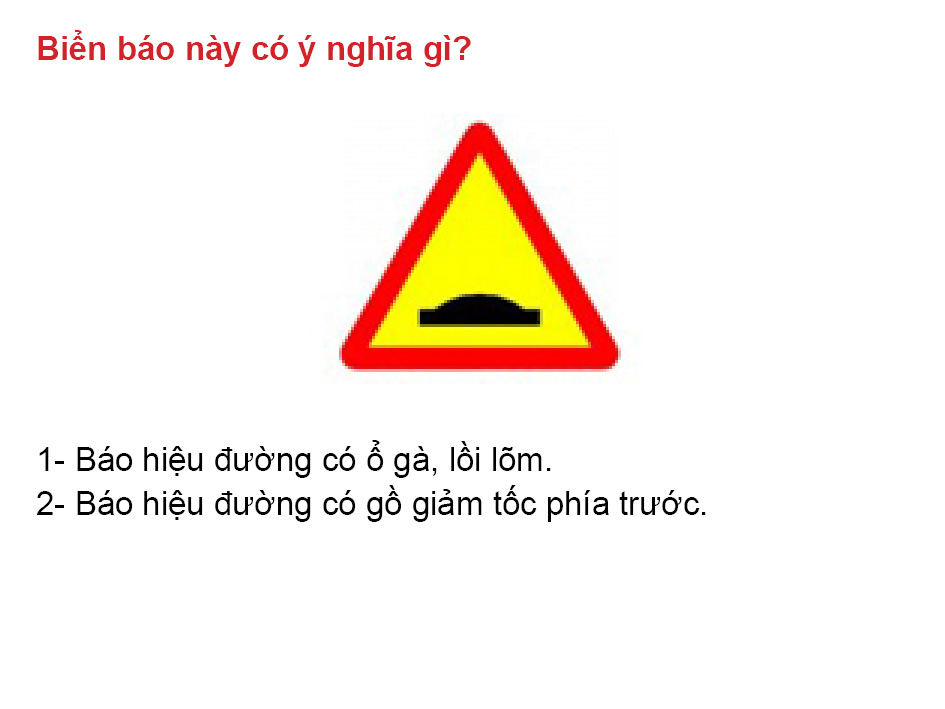 Biển báo này có ý nghĩa gì?
1- Báo hiệu đường có ổ gà, lồi lõm.
2- Báo hiệu đường có gồ giảm tốc phía trước.